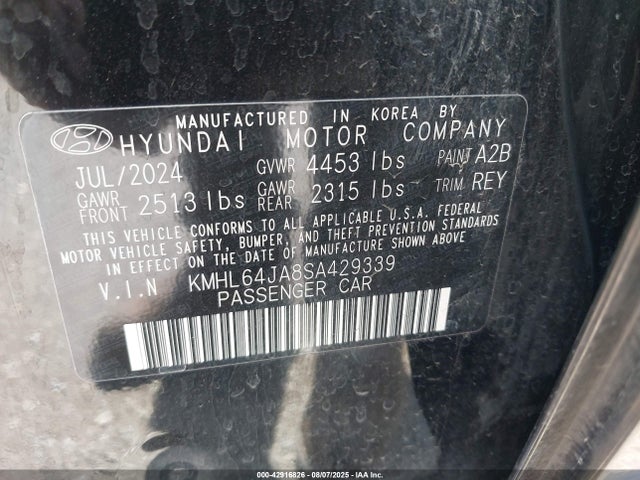 MANUFACTURED IN KOREA BY
HYUNDAI MOTOR COMPANY
JUL/2024 GVWR 4453 lbs PAINT A2B
GAWR FRONT 2513 lbs GAWR REAR 2315 lbs TRIM REY
THIS VEHICLE CONFORMS TO ALL APPLICABLE U.S.A. FEDERAL
MOTOR VEHICLE SAFETY, BUMPER, AND THEFT PREVENTION STANDARDS
IN EFFECT ON THE DATE OF MANUFACTURE SHOWN ABOVE.
V.I.N KMHL64JA8SA429339
PASSENGER CAR
000-42916826 - 08/07/2025 - IAA Inc.